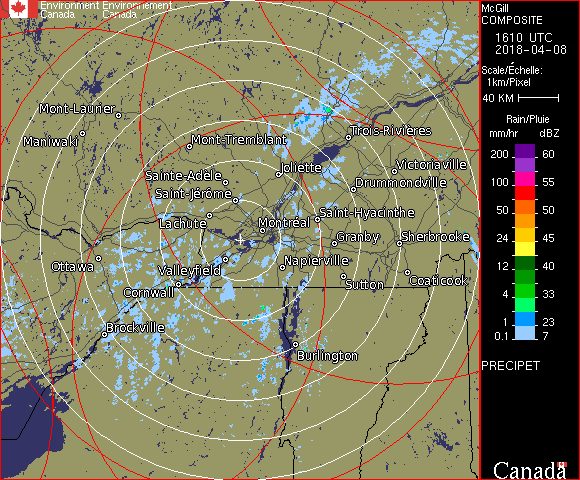 Environment Environnement
Canada Canada
McGill
COMPOSITE
1610 UTC
2018-04-08
Scale/Échelle:
1km/Pixel
40 KM
Rain/Pluie
mm/hr dBZ
200 60
100 55
50 50
24 45
12 40
4 33
1 23
0.1 7
PRECIPET
Canada
Mont-Laurier
Maniwaki
Mont-Tremblant
Trois-Rivières
Joliette
Victoriaville
Sainte-Adèle
Drummondville
Saint-Jérôme
Saint-Hyacinthe
Lachute
Montréal
Granby
Sherbrooke
Ottawa
Valleyfield
Napierville
Cornwall
Sutton
Coaticook
Brockville
Burlington